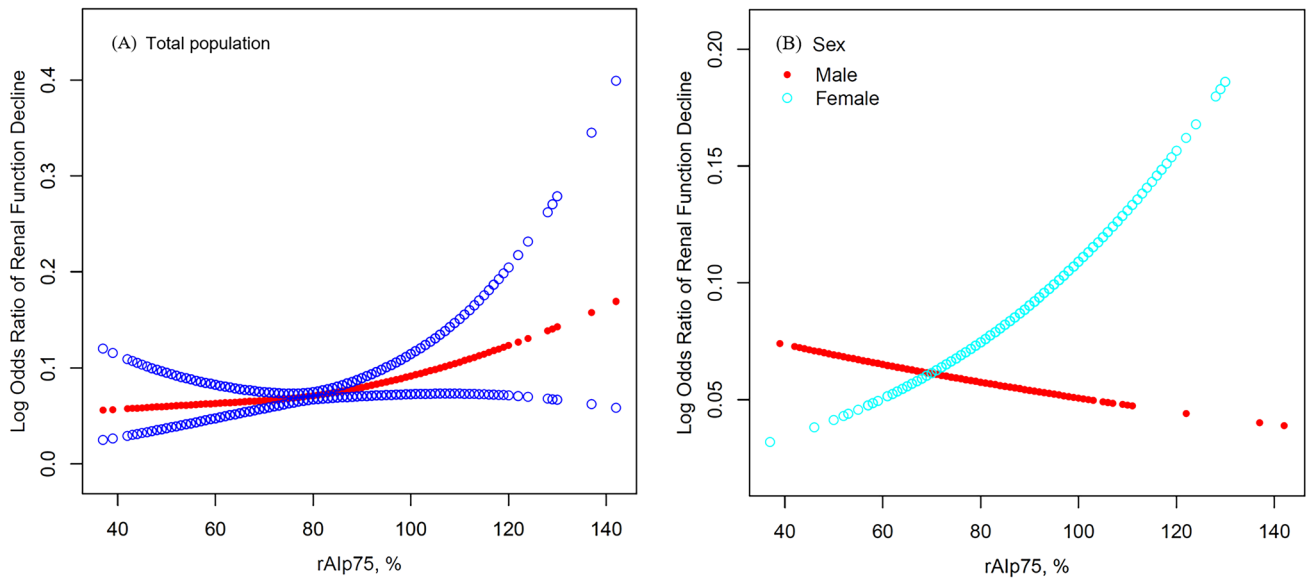 (A) Total population
Log Odds Ratio of Renal Function Decline
0.4
0.3
0.2
0.1
0.0
40 60 80 100 120 140
rAIp75, %
(B) Sex
Male
Female
Log Odds Ratio of Renal Function Decline
0.20
0.15
0.10
0.05
40 60 80 100 120 140
rAIp75, %